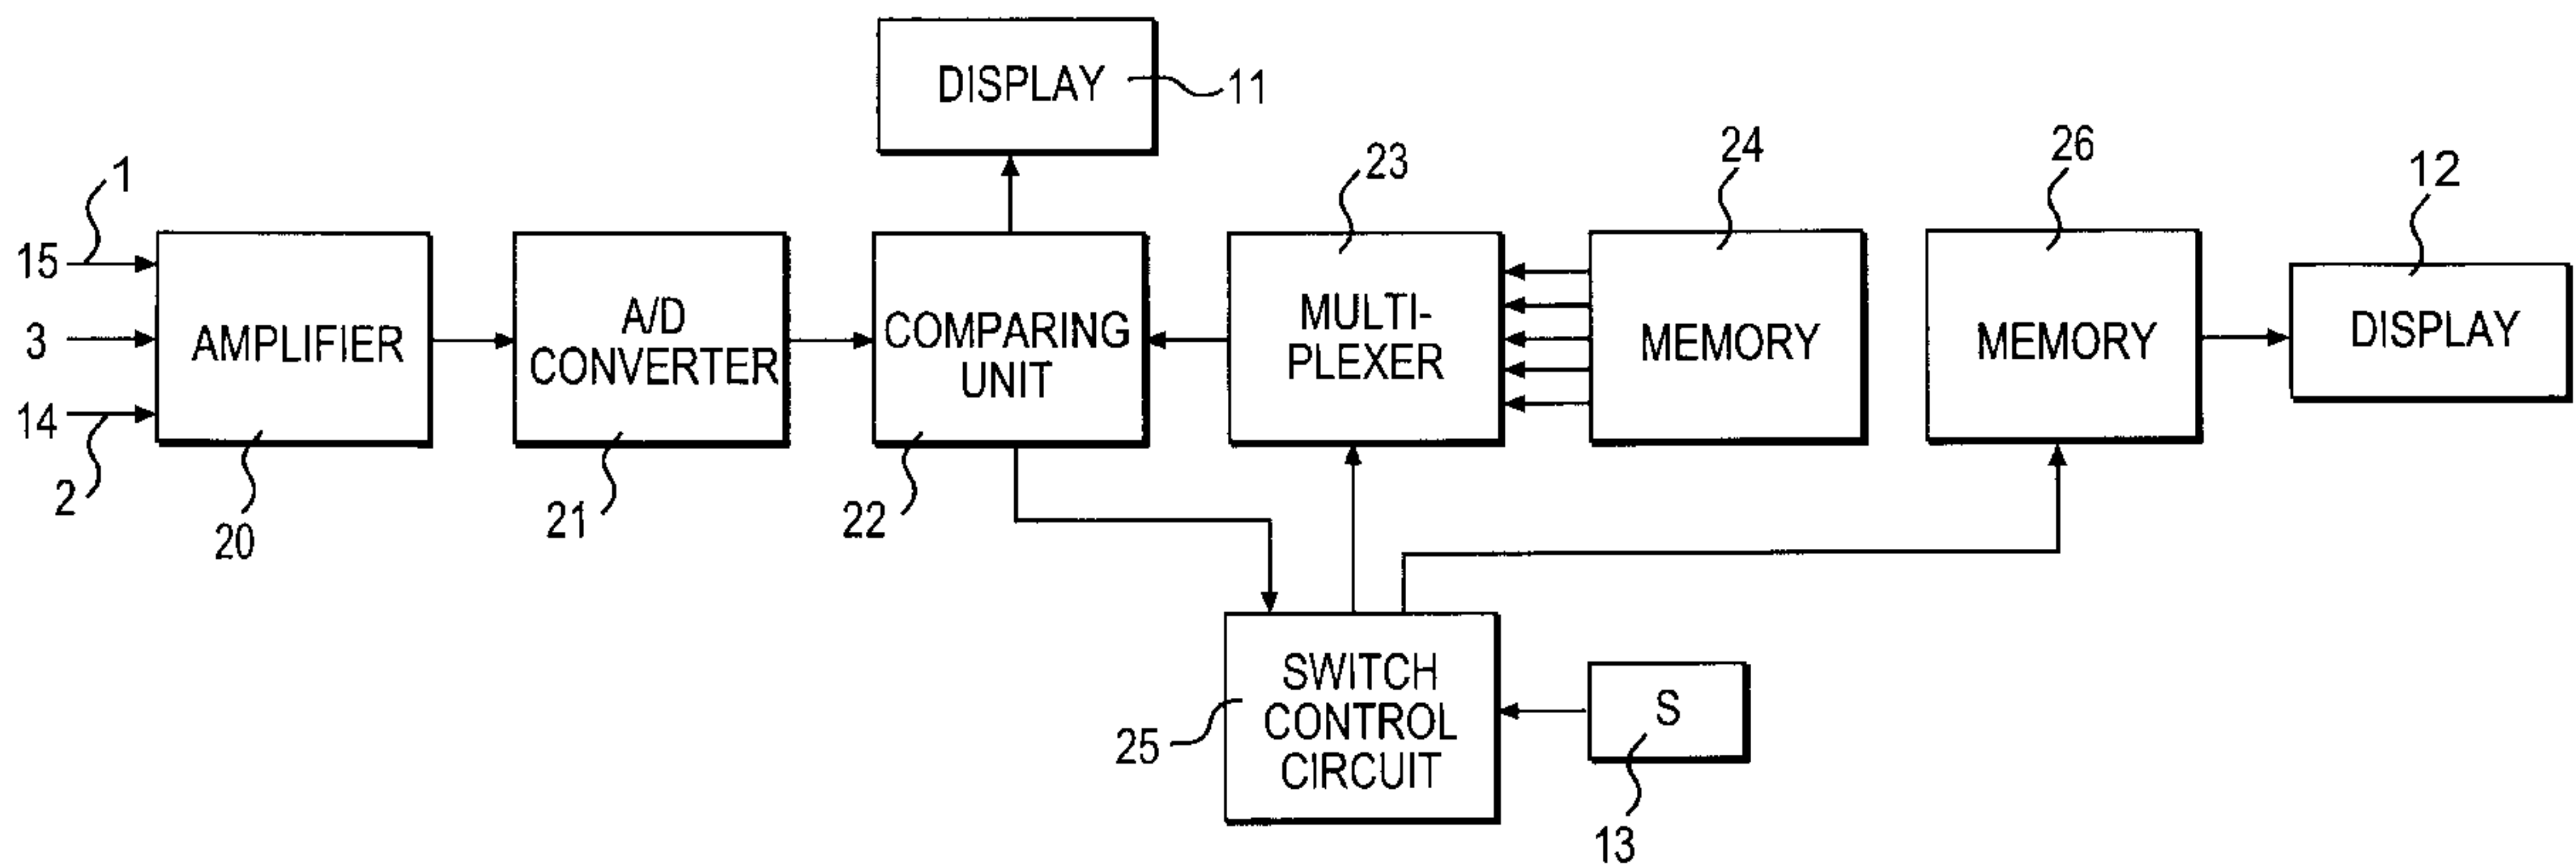 DISPLAY
11
1
15
3
14
2
AMPLIFIER
20
A/D
CONVERTER
21
COMPARING
UNIT
22
23
MULTI-
PLEXER
24
MEMORY
26
MEMORY
12
DISPLAY
SWITCH
CONTROL
CIRCUIT
25
S
13